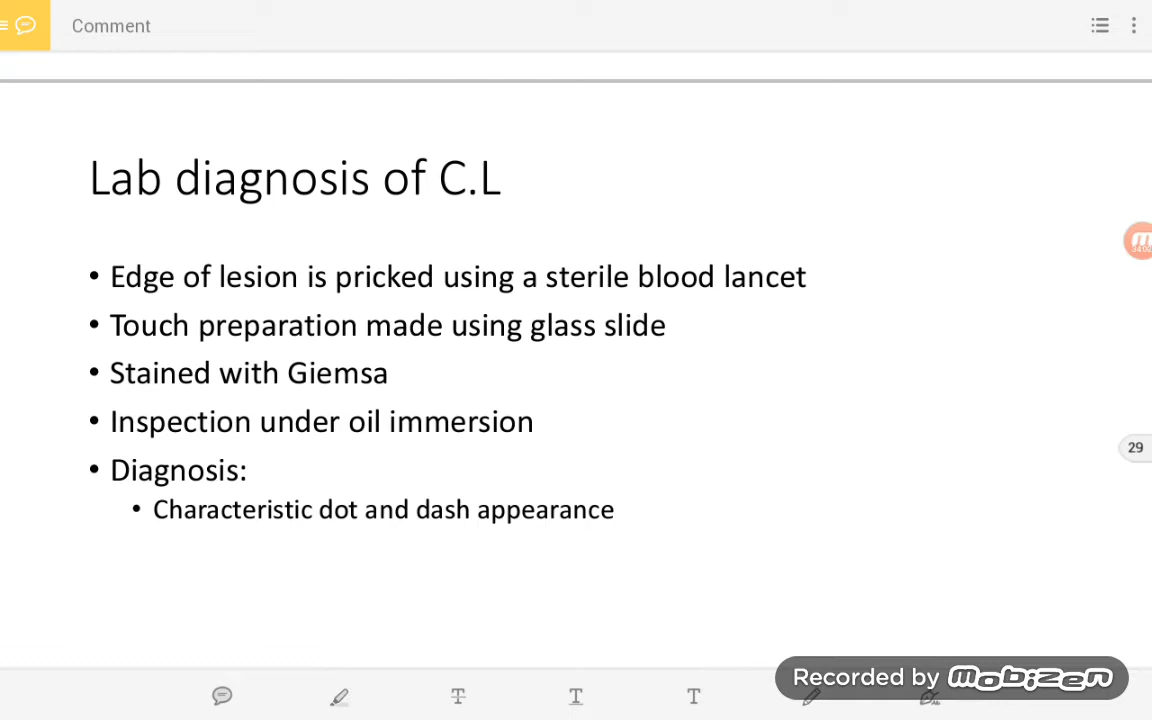 Comment
Lab diagnosis of C.L
• Edge of lesion is pricked using a sterile blood lancet
• Touch preparation made using glass slide
• Stained with Giemsa
• Inspection under oil immersion
29
• Diagnosis:
• Characteristic dot and dash appearance
Recorded by mobizen